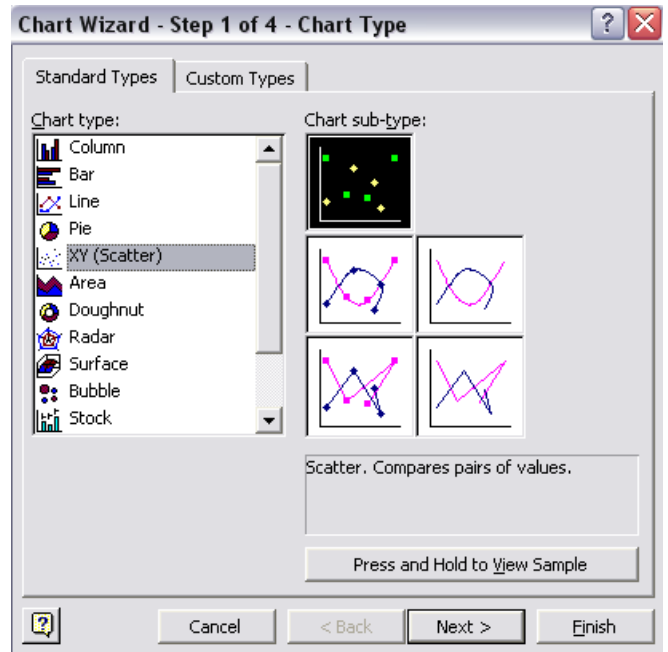 Chart Wizard - Step 1 of 4 - Chart Type
Standard Types
Custom Types
Chart type:
Column
Bar
Line
Pie
XY (Scatter)
Area
Doughnut
Radar
Surface
Bubble
Stock
Chart sub-type:
Scatter. Compares pairs of values.
Press and Hold to View Sample
Cancel
< Back
Next >
Finish